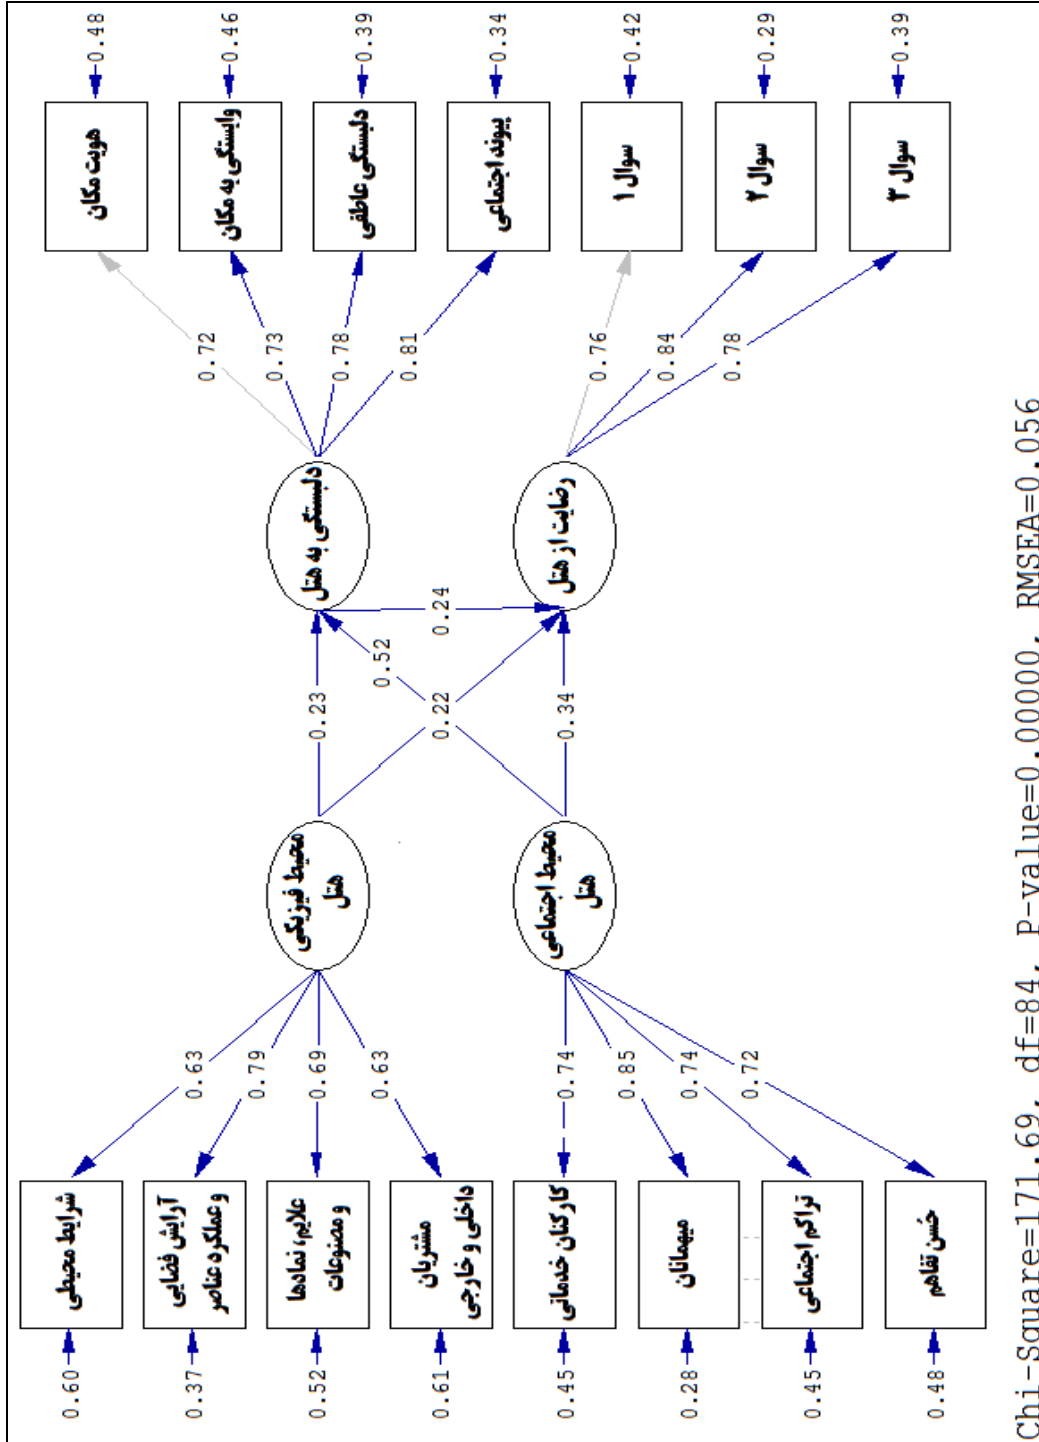 0.60
شرایط محیطی
0.37
آرایش فضایی
و عملکرد عناصر
0.52
علایم، نمادها
و مصنوعات
0.61
مشتریان
داخلی و خارجی
0.45
کارکنان خدماتی
0.28
میهمانان
0.45
تراکم اجتماعی
0.48
حُسن تفاهم
0.63
0.79
0.69
0.63
0.74
0.85
0.74
0.72
محیط فیزیکی
هتل
محیط اجتماعی
هتل
0.23
0.52
0.22
0.34
0.24
دلبستگی به هتل
رضایت از هتل
0.72
0.73
0.78
0.81
0.76
0.84
0.78
هویت مکان
0.48
وابستگی به مکان
0.46
دلبستگی عاطفی
0.39
پیوند اجتماعی
0.34
سوال ۱
0.42
سوال ۲
0.29
سوال ۳
0.39
Chi-Square=171.69, df=84, P-value=0.00000, RMSEA=0.056